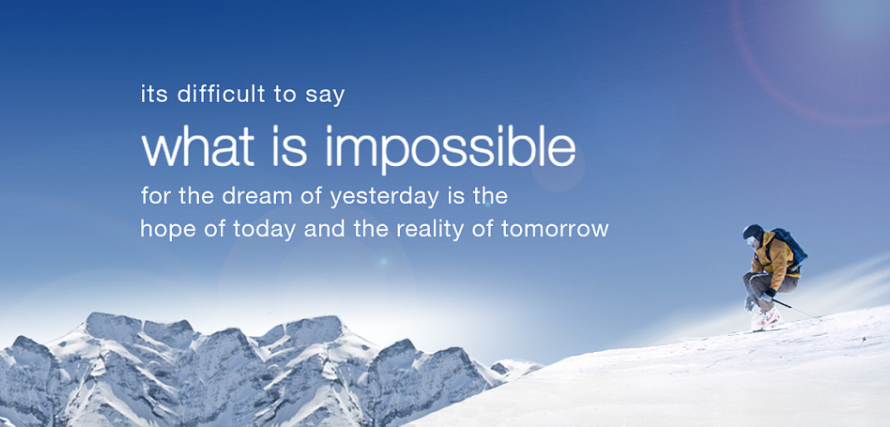 its difficult to say
what is impossible
for the dream of yesterday is the
hope of today and the reality of tomorrow